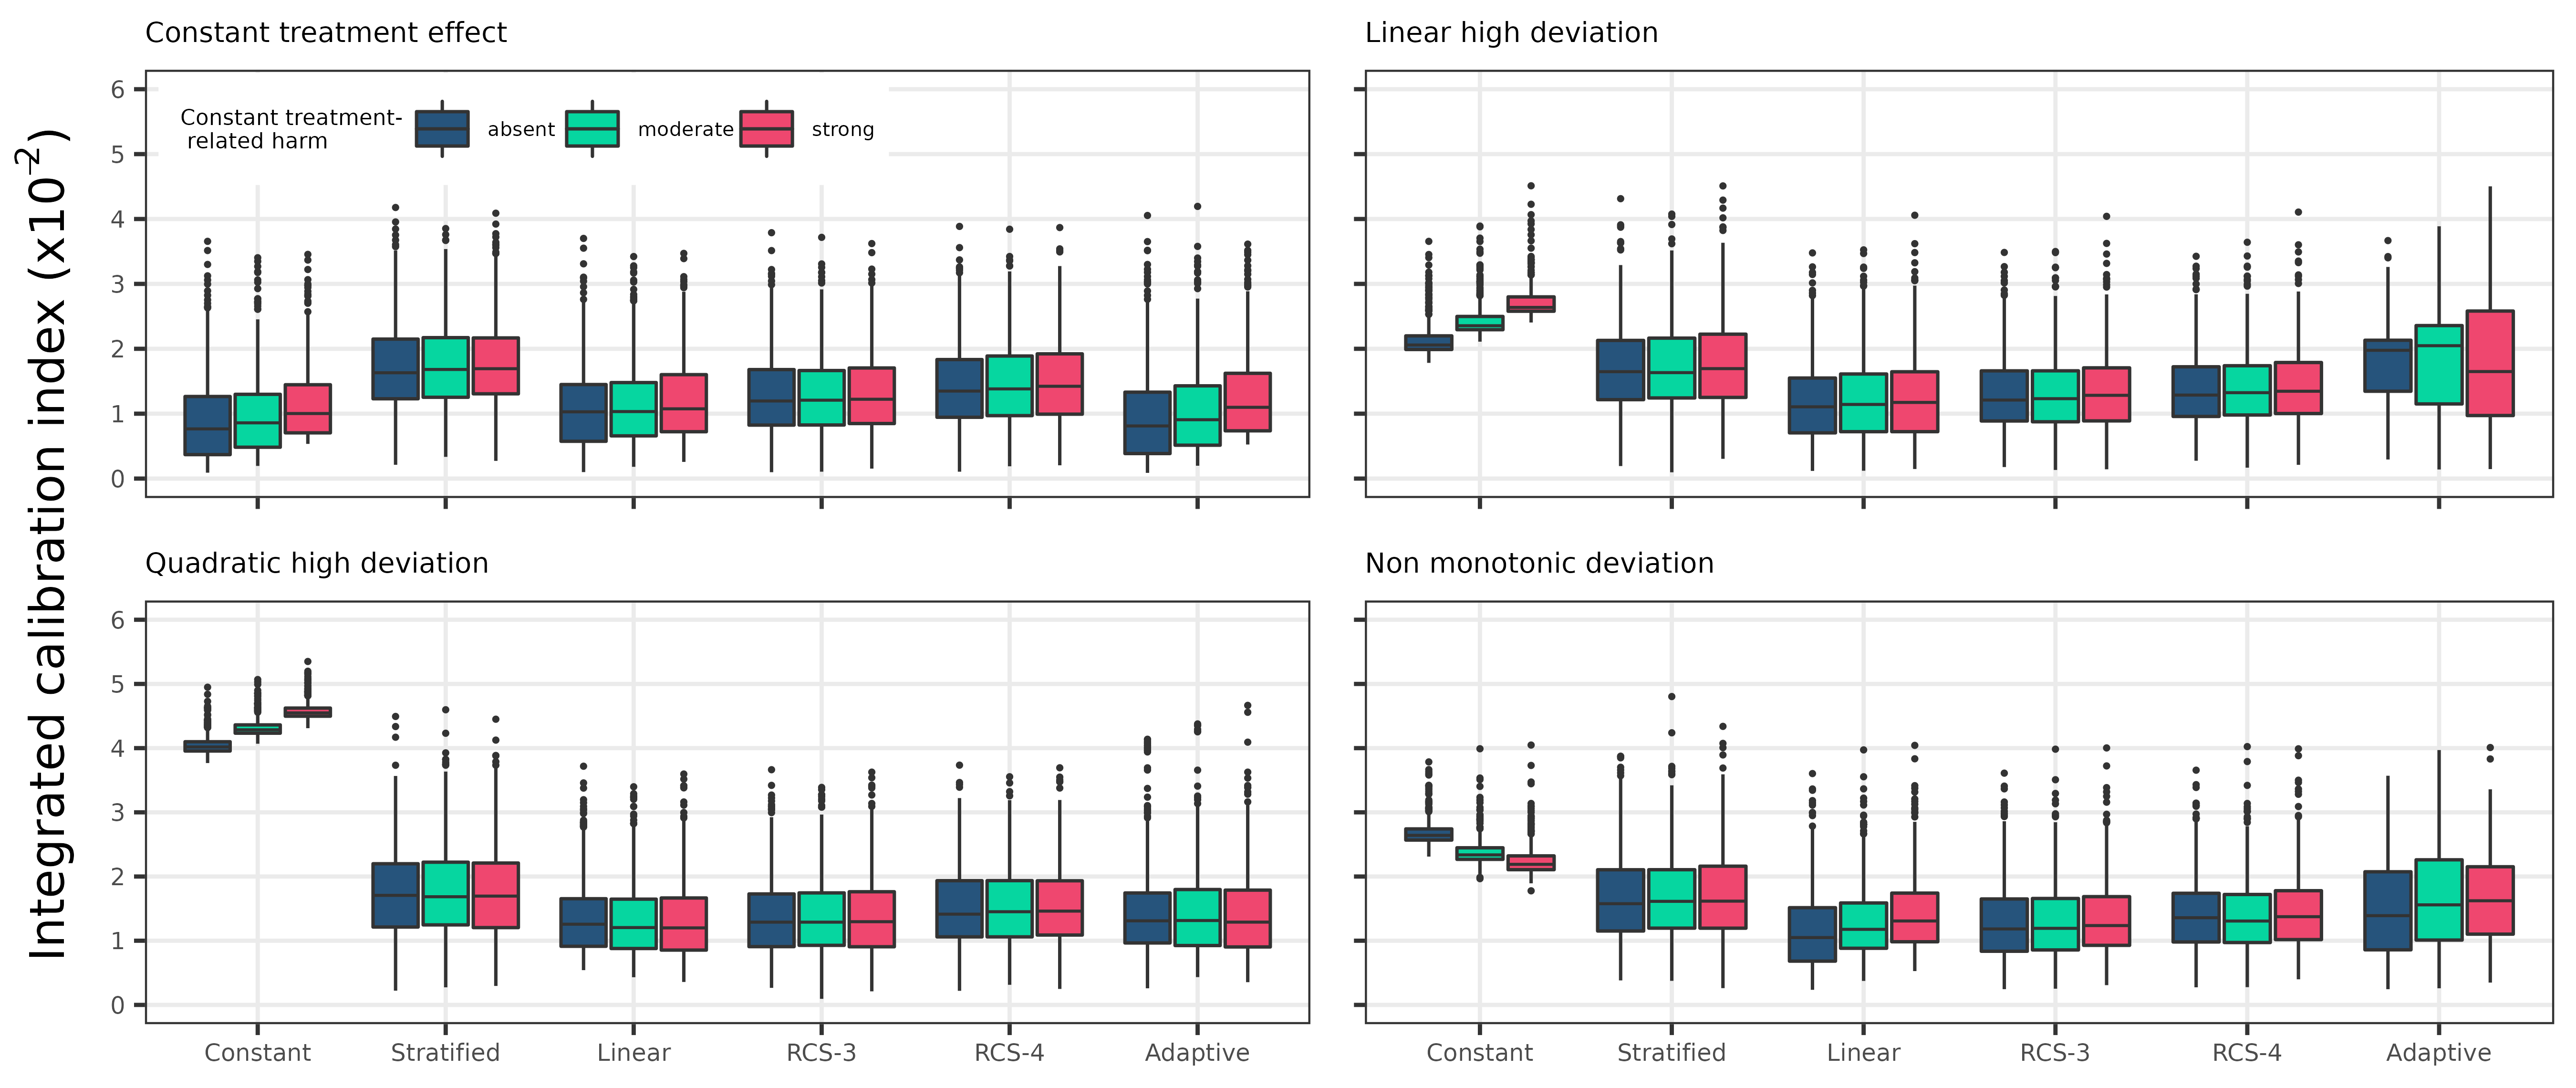 Constant treatment effect
Linear high deviation
Integrated calibration index (x10⁻²)
6
5
4
3
2
1
0
Constant treatment-
related harm
absent
moderate
strong
Quadratic high deviation
Non monotonic deviation
6
5
4
3
2
1
0
Constant
Stratified
Linear
RCS-3
RCS-4
Adaptive
Constant
Stratified
Linear
RCS-3
RCS-4
Adaptive